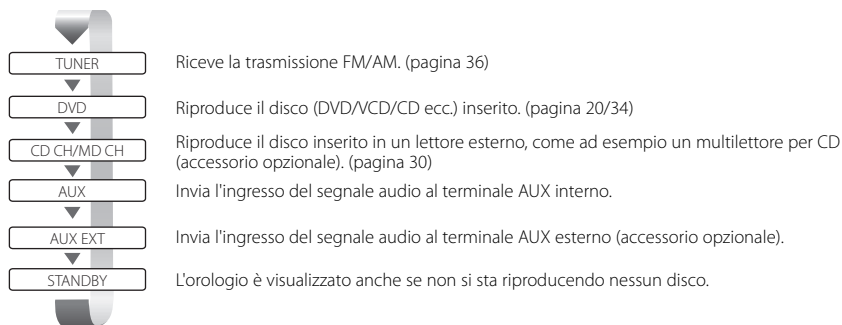 TUNER
Riceve la trasmissione FM/AM. (pagina 36)
DVD
Riproduce il disco (DVD/VCD/CD ecc.) inserito. (pagina 20/34)
CD CH/MD CH
Riproduce il disco inserito in un lettore esterno, come ad esempio un multilettore per CD
(accessorio opzionale). (pagina 30)
AUX
Invia l'ingresso del segnale audio al terminale AUX interno.
AUX EXT
Invia l'ingresso del segnale audio al terminale AUX esterno (accessorio opzionale).
STANDBY
L'orologio è visualizzato anche se non si sta riproducendo nessun disco.